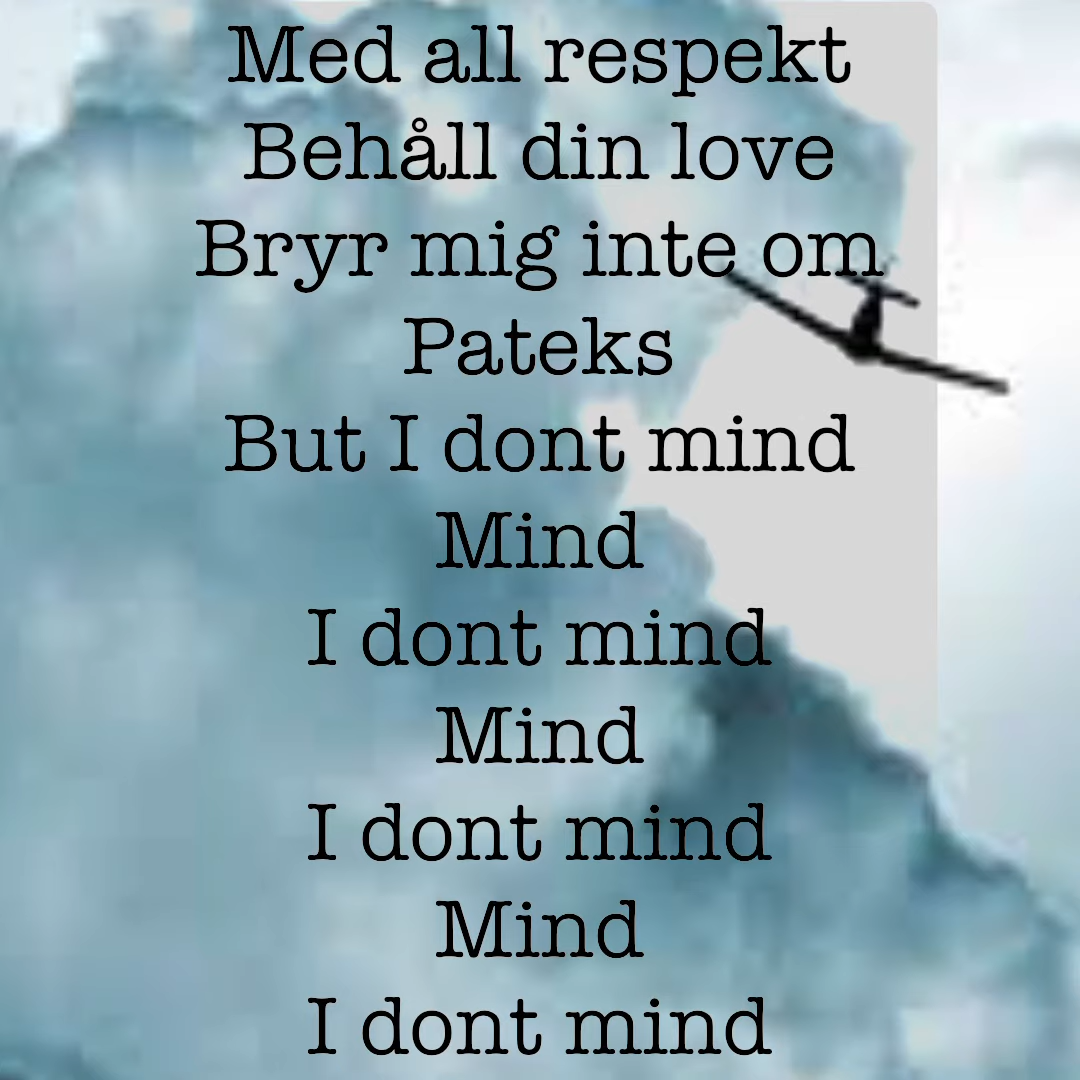 Med all respekt
Behåll din love
Bryr mig inte om
Pateks
But I dont mind
Mind
I dont mind
Mind
I dont mind
Mind
I dont mind